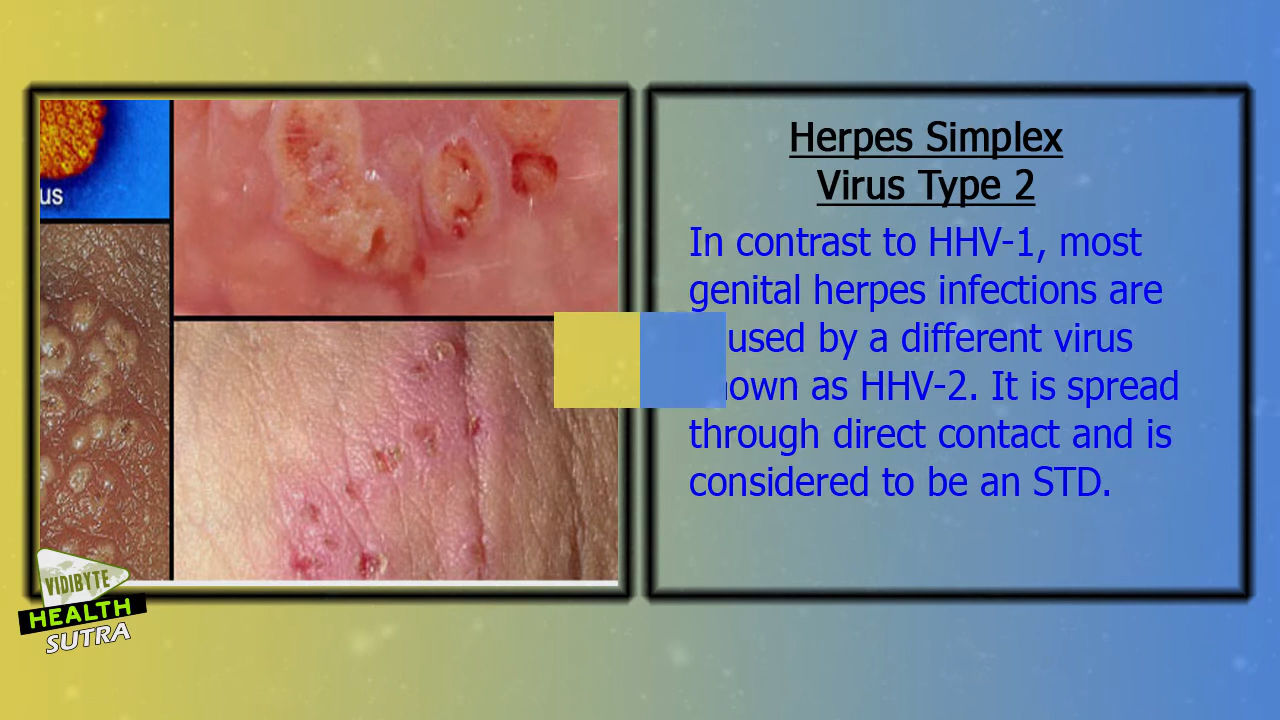 us
Herpes Simplex
Virus Type 2
In contrast to HHV-1, most
genital herpes infections are
used by a different virus
nown as HHV-2. It is spread
through direct contact and is
considered to be an STD.
VIDIBYTE
HEALTH
SUTRA